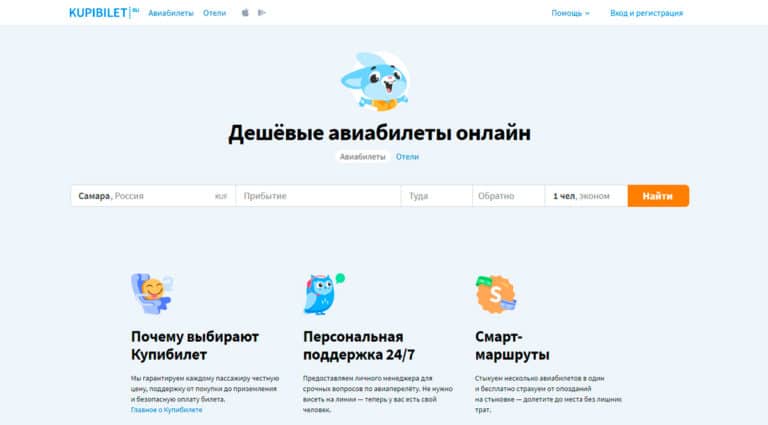 KUPIBILET RU Авиабилеты Отели Помощь Вход и регистрация
Дешёвые авиабилеты онлайн
Авиабилеты Отели
Самара, Россия KUF Прибытие Туда Обратно 1 чел, эконом Найти
Почему выбирают
Купибилет
Мы гарантируем каждому пассажиру честную
цену, поддержку от покупки до приземления
и безопасную оплату билета.
Главное о Купибилете
Персональная
поддержка 24/7
Предоставляем личного менеджера для
срочных вопросов по авиаперелёту. Не нужно
висеть на линии — теперь у вас есть свой
человек.
S
Смарт-
маршруты
Стыкуем несколько авиабилетов в один
и бесплатно страхуем от опозданий
на стыковке — долетите до места без лишних
трат.